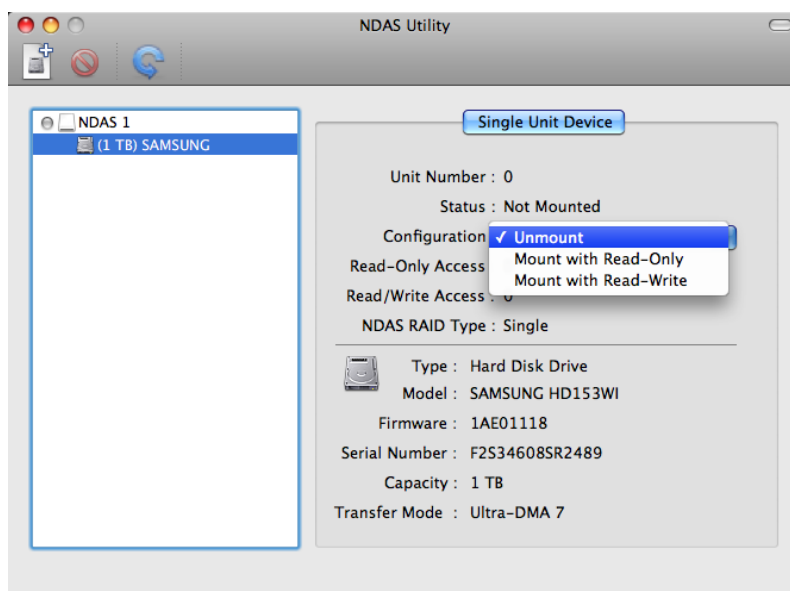 NDAS Utility
NDAS 1
(1 TB) SAMSUNG
Single Unit Device
Unit Number : 0
Status : Not Mounted
Configuration ✓ Unmount
Mount with Read-Only
Mount with Read-Write
Read-Only Access
Read/Write Access : 0
NDAS RAID Type : Single
Type : Hard Disk Drive
Model : SAMSUNG HD153WI
Firmware : 1AE01118
Serial Number : F2S34608SR2489
Capacity : 1 TB
Transfer Mode : Ultra-DMA 7